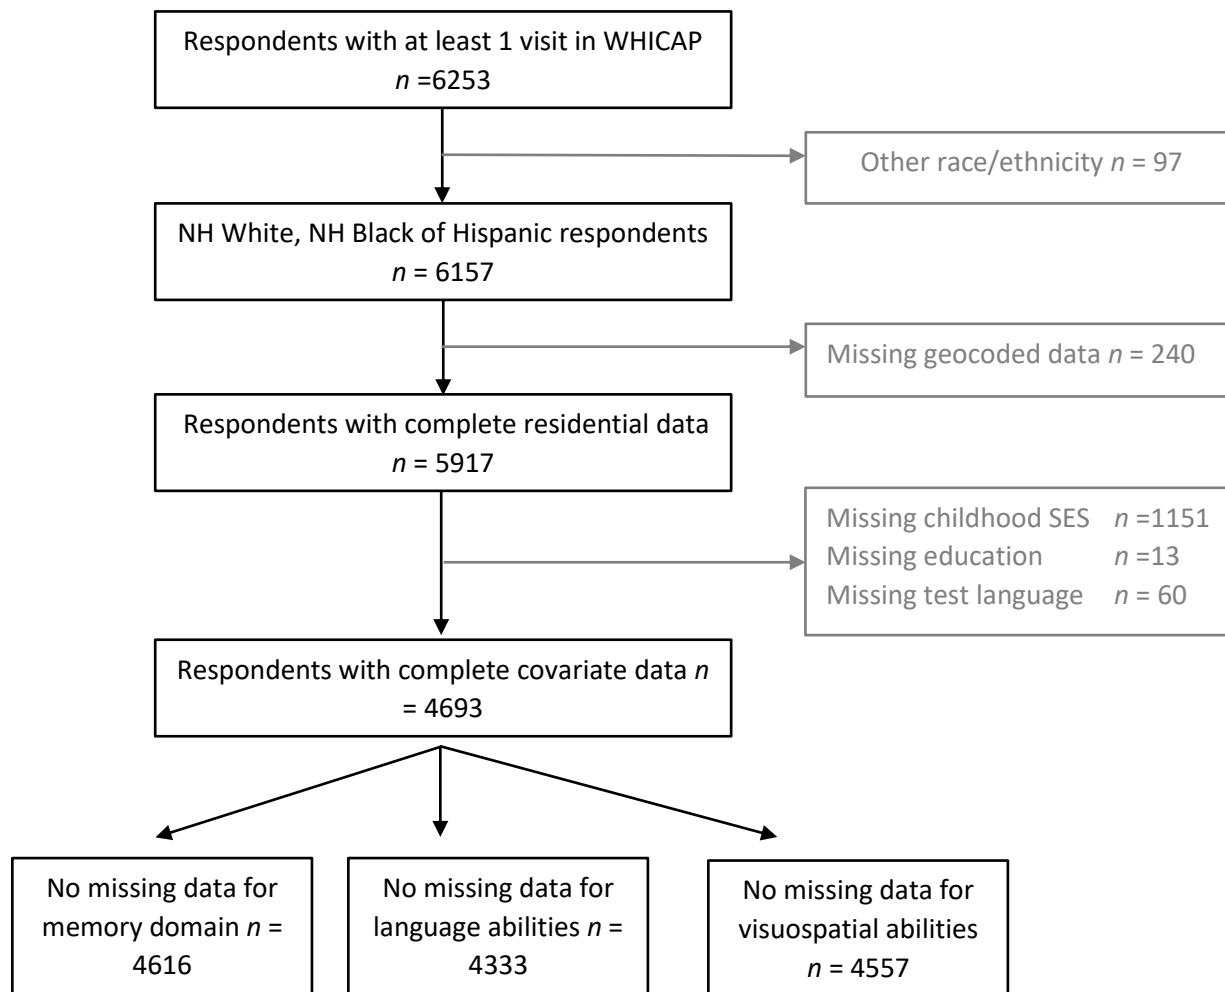 Respondents with at least 1 visit in WHICAP
n =6253
Other race/ethnicity n = 97
NH White, NH Black of Hispanic respondents
n = 6157
Missing geocoded data n = 240
Respondents with complete residential data
n = 5917
Missing childhood SES n =1151
Missing education n =13
Missing test language n = 60
Respondents with complete covariate data n
= 4693
No missing data for
memory domain n =
4616
No missing data for
language abilities n =
4333
No missing data for
visuospatial abilities
n = 4557